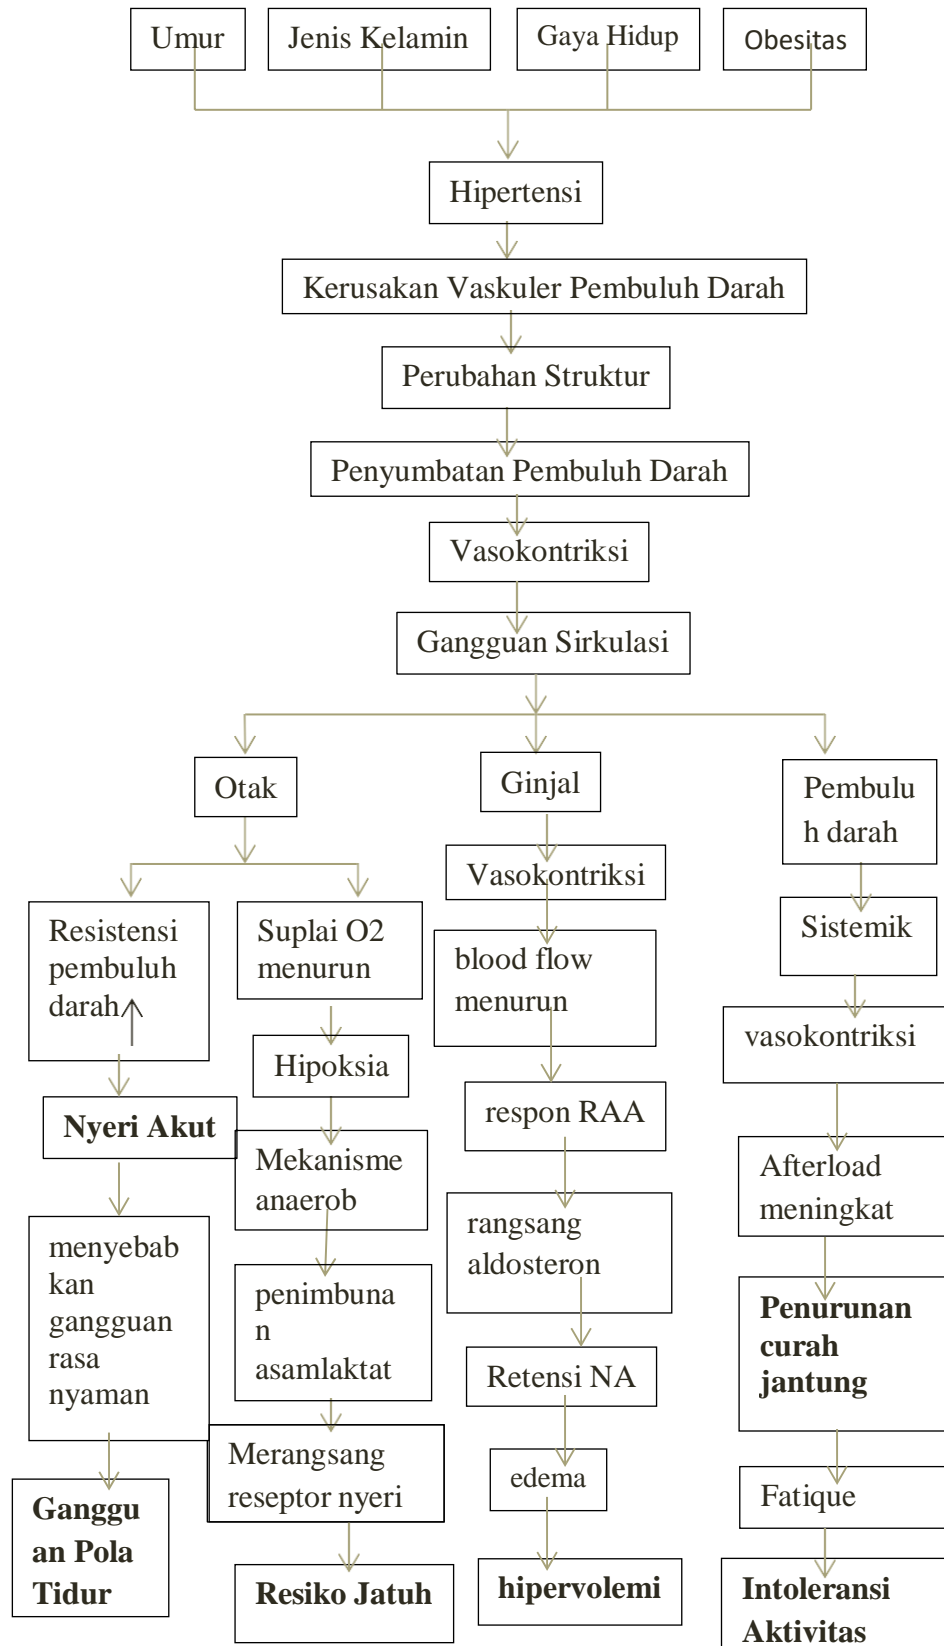 Umur
Jenis Kelamin
Gaya Hidup
Obesitas
Hipertensi
Kerusakan Vaskuler Pembuluh Darah
Perubahan Struktur
Penyumbatan Pembuluh Darah
Vasokontriksi
Gangguan Sirkulasi
Otak
Resistensi
pembuluh
darah
Nyeri Akut
menyebab
kan
gangguan
rasa
nyaman
Ganggu
an Pola
Tidur
Suplai O2
menurun
Hipoksia
Mekanisme
anaerob
penimbuna
n
asamlaktat
Merangsang
reseptor nyeri
Resiko Jatuh
Ginjal
Vasokontriksi
blood flow
menurun
respon RAA
rangsang
aldosteron
Retensi NA
edema
hipervolemi
Pembulu
h darah
Sistemik
vasokontriksi
Afterload
meningkat
Penurunan
curah
jantung
Fatique
Intoleransi
Aktivitas